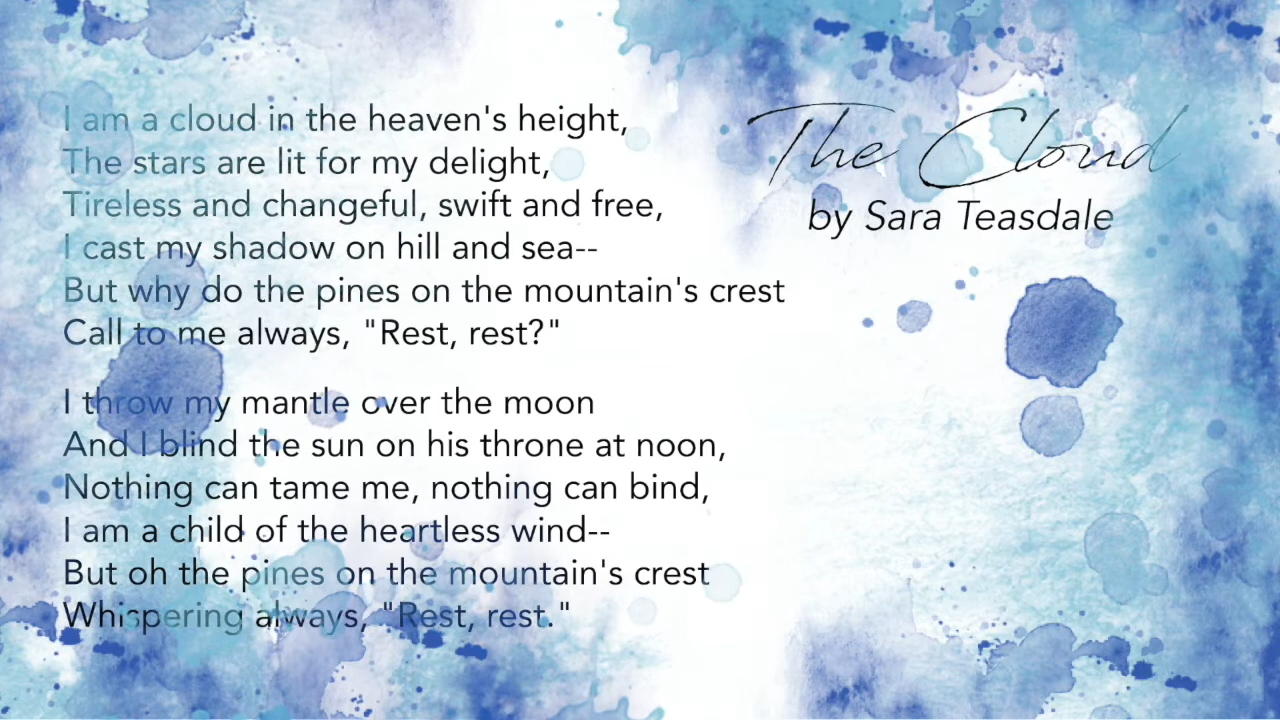 The Cloud
by Sara Teasdale
I am a cloud in the heaven's height,
The stars are lit for my delight,
Tireless and changeful, swift and free,
I cast my shadow on hill and sea--
But why do the pines on the mountain's crest
Call to me always, "Rest, rest?"
I throw my mantle over the moon
And I blind the sun on his throne at noon,
Nothing can tame me, nothing can bind,
I am a child of the heartless wind--
But oh the pines on the mountain's crest
Whispering always, "Rest, rest."